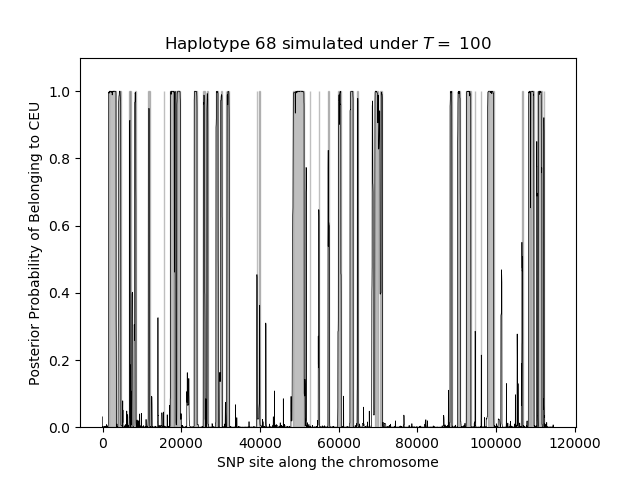 Haplotype 68 simulated under T = 100
Posterior Probability of Belonging to CEU
1.0
0.8
0.6
0.4
0.2
0.0
0 20000 40000 60000 80000 100000 120000
SNP site along the chromosome